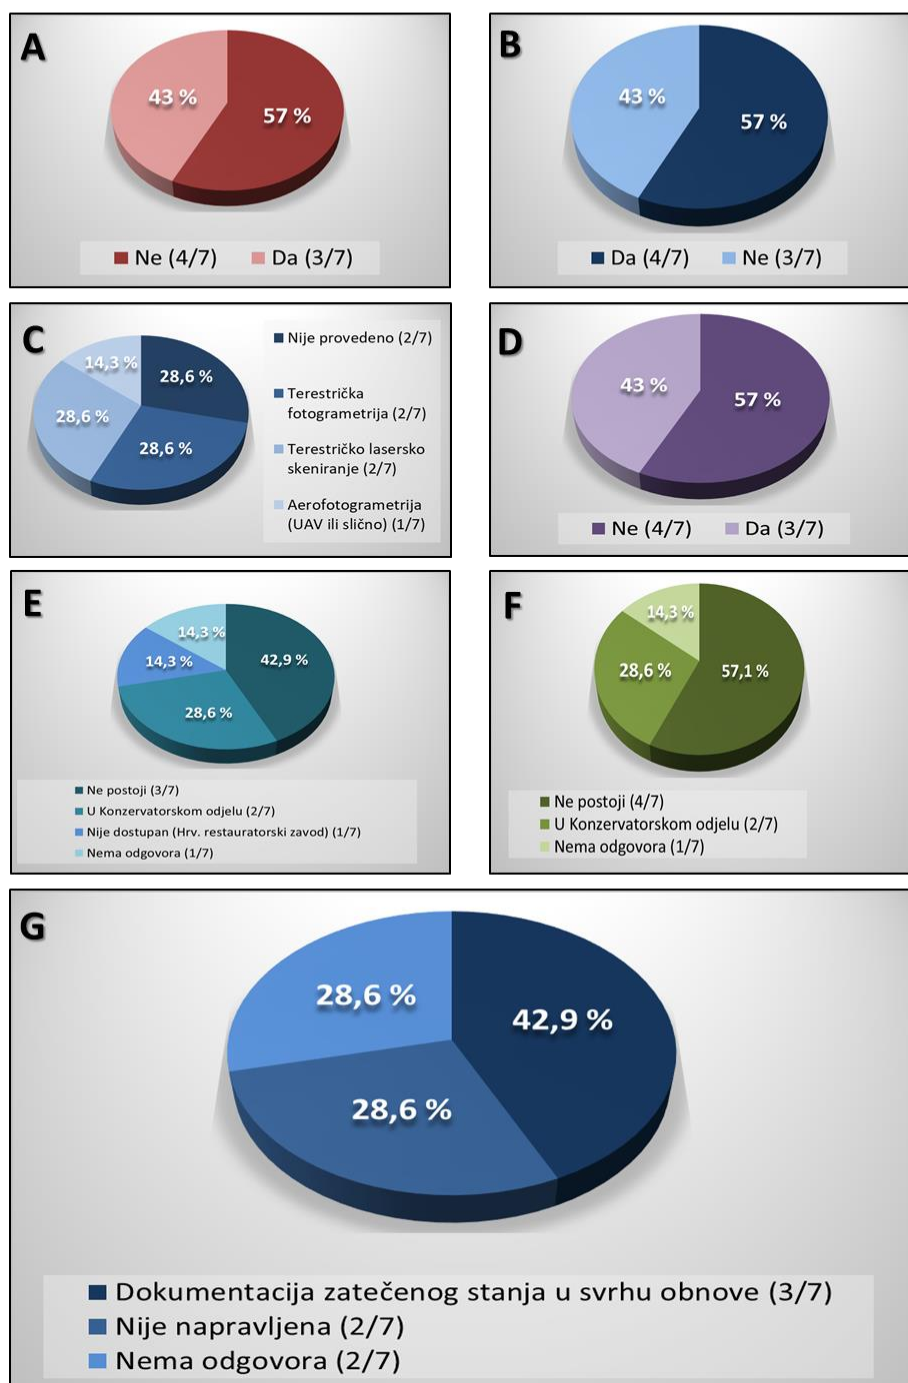 A
43 %
57 %
Ne (4/7) Da (3/7)
B
43 %
57 %
Da (4/7) Ne (3/7)
C
14,3 %
28,6 %
28,6 %
28,6 %
Nije provedeno (2/7)
Terestrička
fotogrametrija (2/7)
Terestričko lasersko
skeniranje (2/7)
Aerofotogrametrija
(UAV ili slično) (1/7)
D
43 %
57 %
Ne (4/7) Da (3/7)
E
14,3 %
14,3 %
42,9 %
28,6 %
Ne postoji (3/7)
U Konzervatorskom odjelu (2/7)
Nije dostupan (Hrv. restauratorski zavod) (1/7)
Nema odgovora (1/7)
F
14,3 %
28,6 %
57,1 %
Ne postoji (4/7)
U Konzervatorskom odjelu (2/7)
Nema odgovora (1/7)
G
28,6 %
42,9 %
28,6 %
Dokumentacija zatečenog stanja u svrhu obnove (3/7)
Nije napravljena (2/7)
Nema odgovora (2/7)